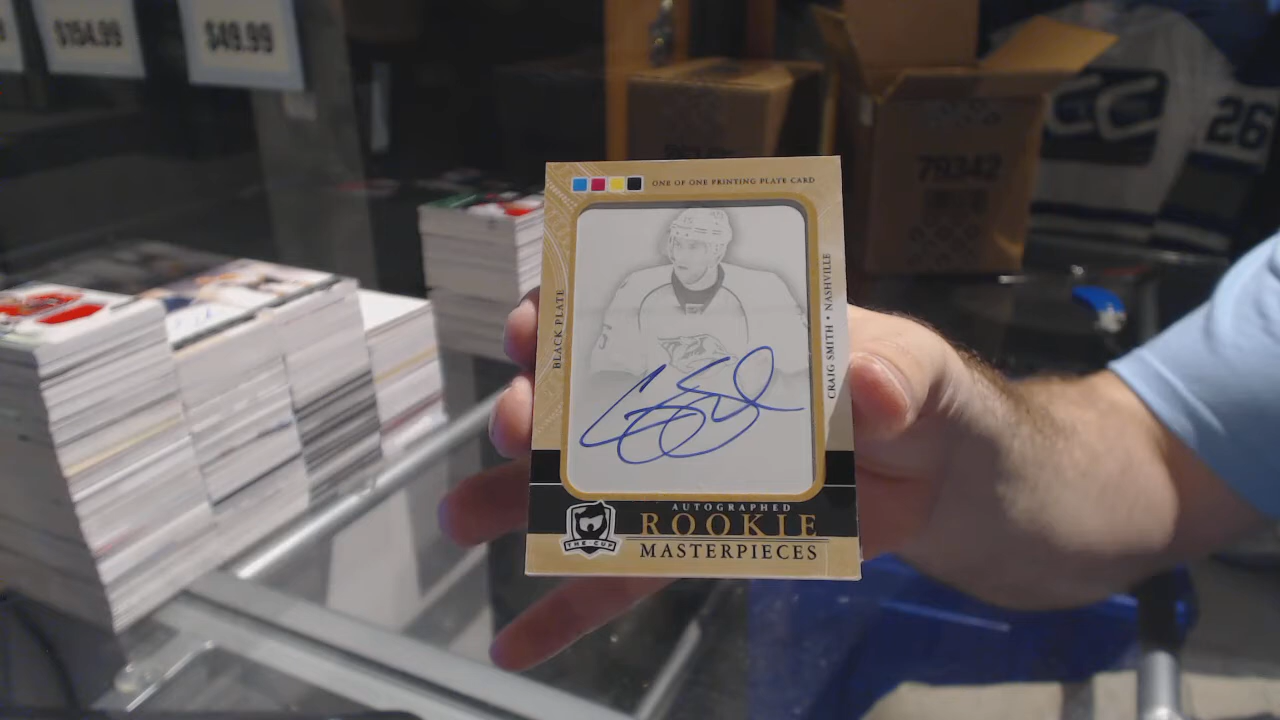 $154.99
$49.99
ONE OF ONE PRINTING PLATE CARD
BLACK PLATE
CRAIG SMITH • NASHVILLE
AUTOGRAPHED
ROOKIE
MASTERPIECES
THE CUP
79342
26